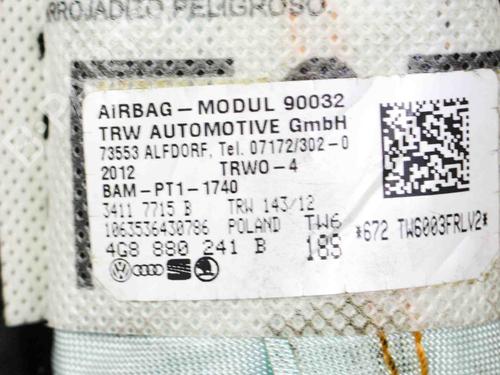 ARROJADIZO PELIGROSO
AIRBAG-MODUL 90032
TRW AUTOMOTIVE GmbH
73553 ALFDORF, Tel. 07172/302-0
2012 TRWO-4
BAM-PT1-1740
3411 7715 B TRW 143/12
1063536430786 POLAND TW6
4G8 880 241 B 185
*672 TW6003FRLV2*